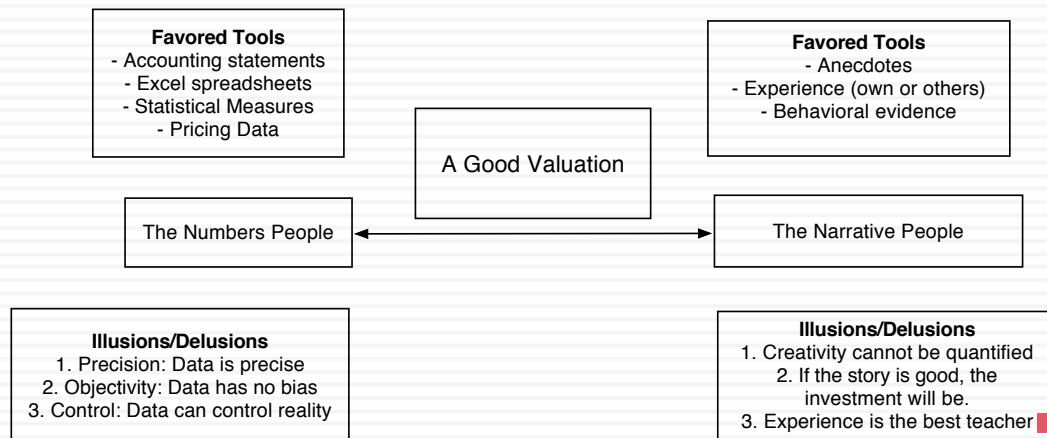 Favored Tools
- Accounting statements
- Excel spreadsheets
- Statistical Measures
- Pricing Data
Favored Tools
- Anecdotes
- Experience (own or others)
- Behavioral evidence
A Good Valuation
The Numbers People
The Narrative People
Illusions/Delusions
1. Precision: Data is precise
2. Objectivity: Data has no bias
3. Control: Data can control reality
Illusions/Delusions
1. Creativity cannot be quantified
2. If the story is good, the
investment will be.
3. Experience is the best teacher